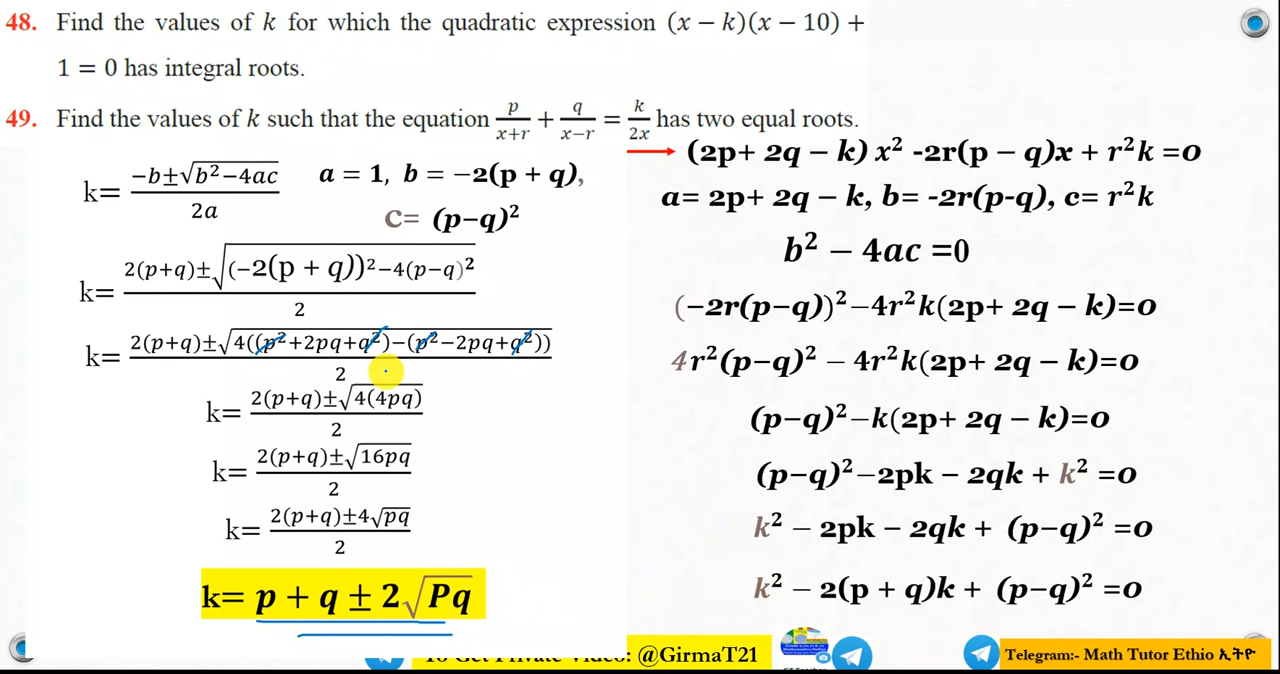 48. Find the values of k for which the quadratic expression (x − k)(x − 10) +
1 = 0 has integral roots.
49. Find the values of k such that the equation p/(x+r) + q/(x−r) = k/(2x) has two equal roots.
k= (−b±√(b²−4ac))/(2a)
a = 1, b = −2(p + q),
C= (p−q)²
k= (2(p+q)±√((−2(p + q))²−4(p−q)²))/2
k= (2(p+q)±√(4((p²+2pq+q²)−(p²−2pq+q²))))/2
k= (2(p+q)±√(4(4pq)))/2
k= (2(p+q)±√(16pq))/2
k= (2(p+q)±4√(pq))/2
k= p + q ± 2√(Pq)
→ (2p+ 2q − k) x² -2r(p − q)x + r²k =0
a= 2p+ 2q − k, b= -2r(p-q), c= r²k
b² − 4ac =0
(−2r(p−q))² −4r²k(2p+ 2q − k)=0
4r²(p−q)² − 4r²k(2p+ 2q − k)=0
(p−q)² −k(2p+ 2q − k)=0
(p−q)² −2pk − 2qk + k² =0
k² − 2pk − 2qk + (p−q)² =0
k² − 2(p + q)k + (p−q)² =0
To Get Private Video: @GirmaT21
Telegram:- Math Tutor Ethio ኢትዮ